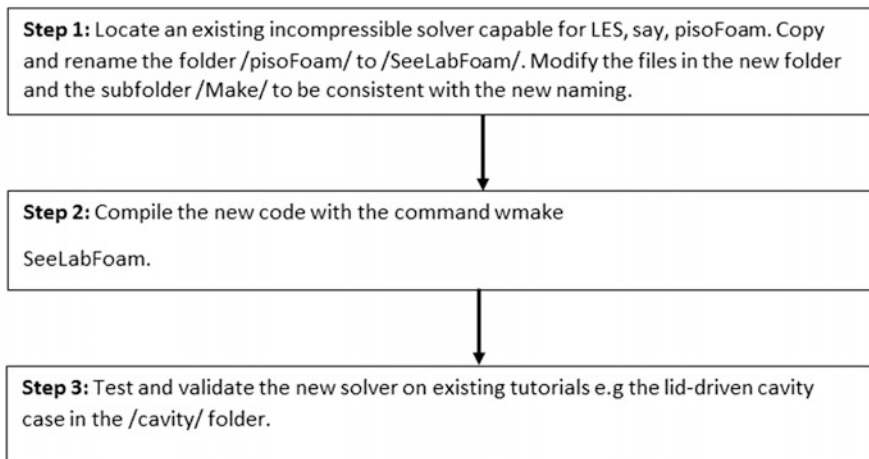 Step 1: Locate an existing incompressible solver capable for LES, say, pisoFoam. Copy
and rename the folder /pisoFoam/ to /SeeLabFoam/. Modify the files in the new folder
and the subfolder /Make/ to be consistent with the new naming.
Step 2: Compile the new code with the command wmake
SeeLabFoam.
Step 3: Test and validate the new solver on existing tutorials e.g the lid-driven cavity
case in the /cavity/ folder.